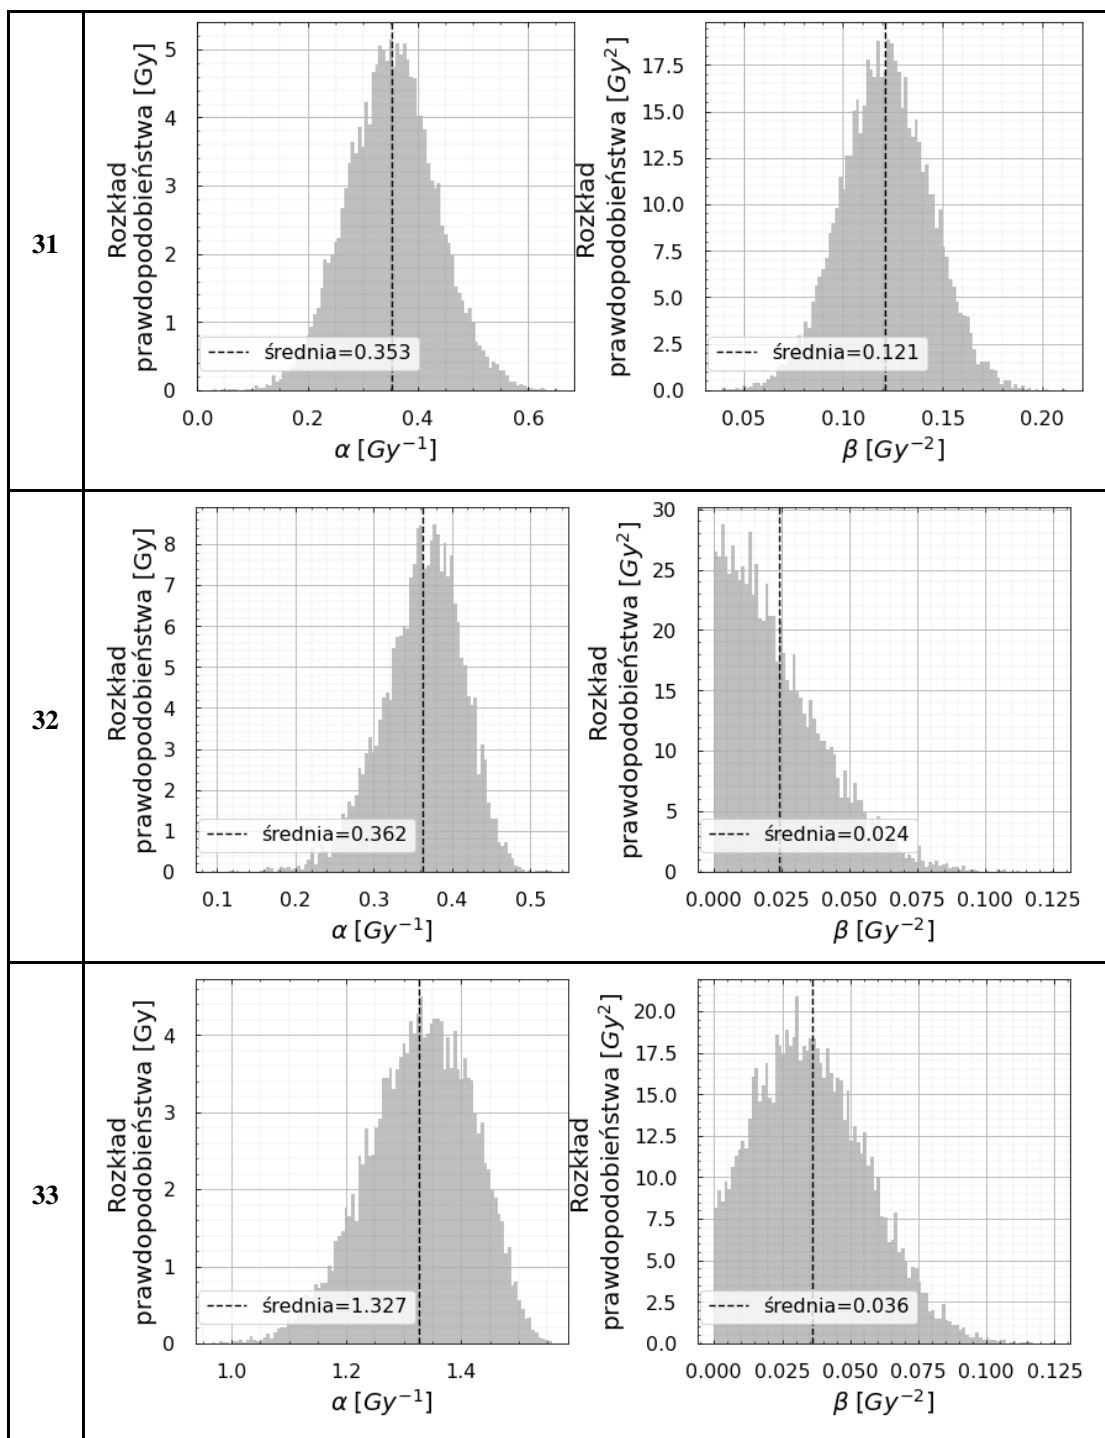 31
Rozkład
prawdopodobieństwa [Gy]
5
4
3
2
1
0
średnia=0.353
0.0 0.2 0.4 0.6
α [Gy⁻¹]
Rozkład
prawdopodobieństwa [Gy²]
17.5
15.0
12.5
10.0
7.5
5.0
2.5
0.0
średnia=0.121
0.05 0.10 0.15 0.20
β [Gy⁻²]
32
Rozkład
prawdopodobieństwa [Gy]
8
7
6
5
4
3
2
1
0
średnia=0.362
0.1 0.2 0.3 0.4 0.5
α [Gy⁻¹]
Rozkład
prawdopodobieństwa [Gy²]
30
25
20
15
10
5
0
średnia=0.024
0.000 0.025 0.050 0.075 0.100 0.125
β [Gy⁻²]
33
Rozkład
prawdopodobieństwa [Gy]
4
3
2
1
0
średnia=1.327
1.0 1.2 1.4
α [Gy⁻¹]
Rozkład
prawdopodobieństwa [Gy²]
20.0
17.5
15.0
12.5
10.0
7.5
5.0
2.5
0.0
średnia=0.036
0.000 0.025 0.050 0.075 0.100 0.125
β [Gy⁻²]